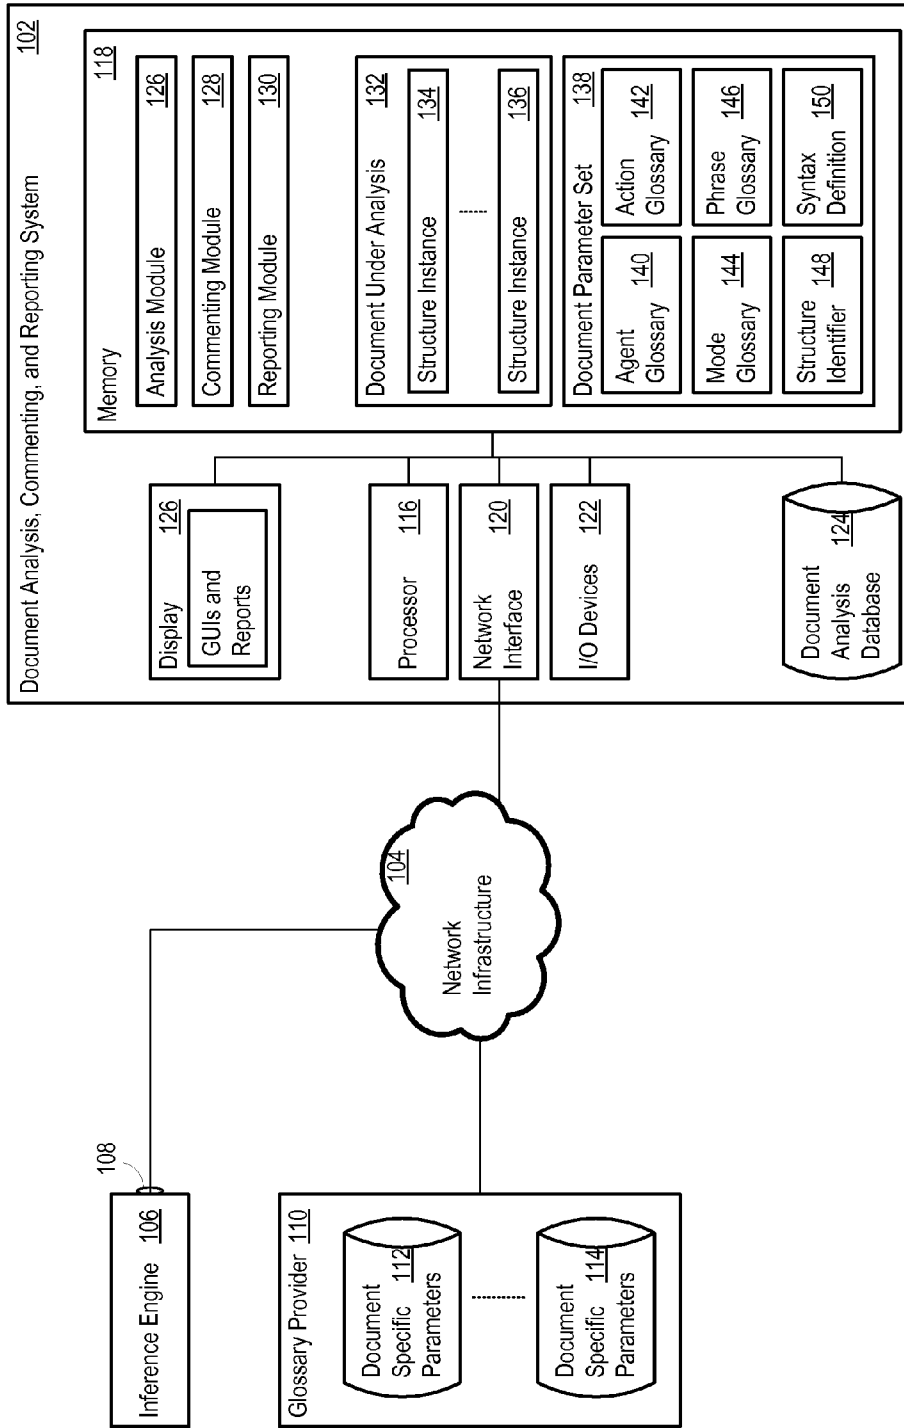 Document Analysis, Commenting, and Reporting System 102
Memory 118
Analysis Module 126
Commenting Module 128
Reporting Module 130
Document Under Analysis 132
Structure Instance 134
Structure Instance 136
Document Parameter Set 138
Agent
Glossary 140
Action
Glossary 142
Mode
Glossary 144
Phrase
Glossary 146
Structure
Identifier 148
Syntax
Definition 150
Display 126
GUIs and
Reports
Processor 116
Network
Interface 120
I/O Devices 122
Document
Analysis 124
Database
104
Network
Infrastructure
108
Inference Engine 106
Glossary Provider 110
Document
Specific 112
Parameters
Document
Specific 114
Parameters